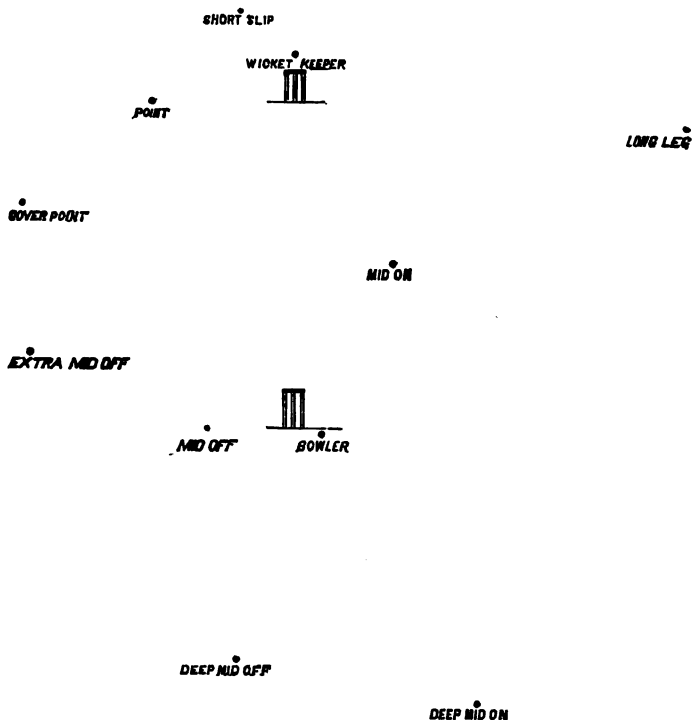 SHORT SLIP
WICKET KEEPER
POINT
LONG LEG
COVER POINT
MID ON
EXTRA MID OFF
MID OFF
BOWLER
DEEP MID OFF
DEEP MID ON